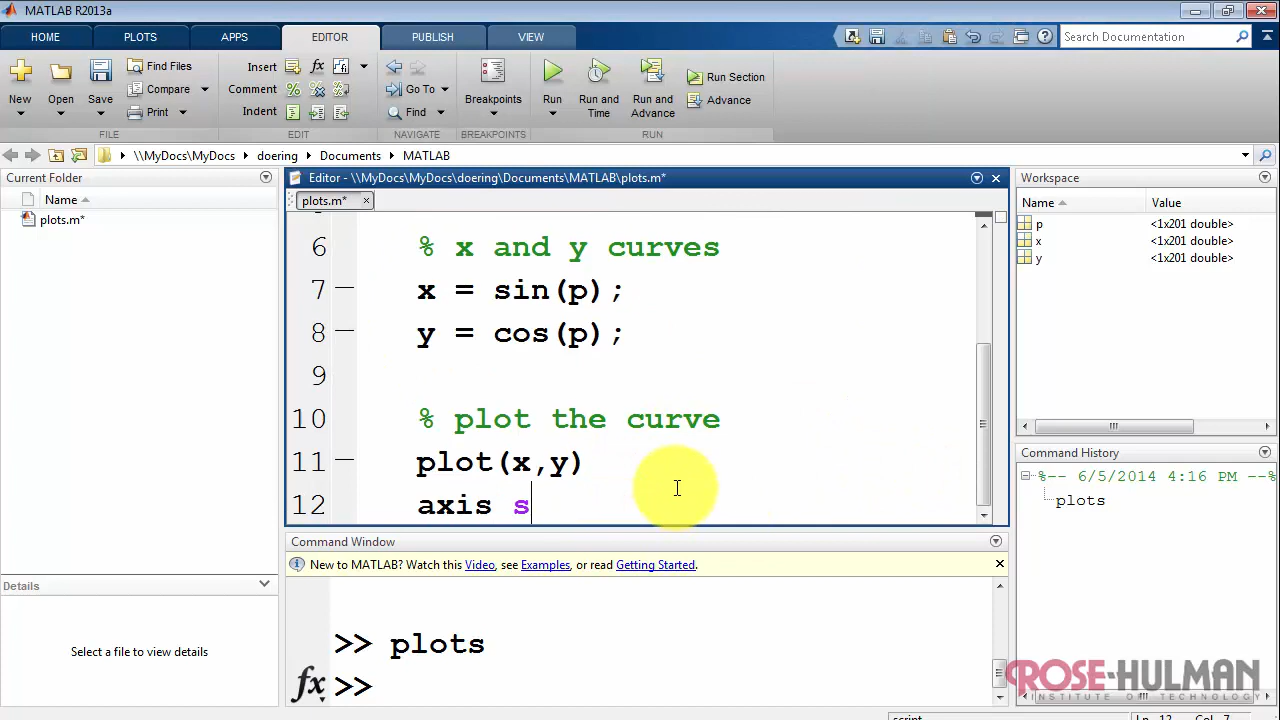 MATLAB R2013a
HOME PLOTS APPS EDITOR PUBLISH VIEW
Search Documentation
New Open Save
Find Files
Compare
Print
FILE
Insert
Comment
Indent
EDIT
Go To
Find
NAVIGATE
Breakpoints
BREAKPOINTS
Run Run and Time Run and Advance
Run Section
Advance
RUN
\\MyDocs\MyDocs doering Documents MATLAB
Current Folder
Name
plots.m*
Details
Select a file to view details
Editor - \\MyDocs\MyDocs\doering\Documents\MATLAB\plots.m*
plots.m*
6 % x and y curves
7 x = sin(p);
8 y = cos(p);
9
10 % plot the curve
11 plot(x,y)
12 axis s
Command Window
New to MATLAB? Watch this Video, see Examples, or read Getting Started.
>> plots
fx >>
Workspace
Name Value
p <1x201 double>
x <1x201 double>
y <1x201 double>
Command History
%-- 6/5/2014 4:16 PM --%
plots
ROSE-HULMAN
INSTITUTE OF TECHNOLOGY
script Ln 12 Col 7